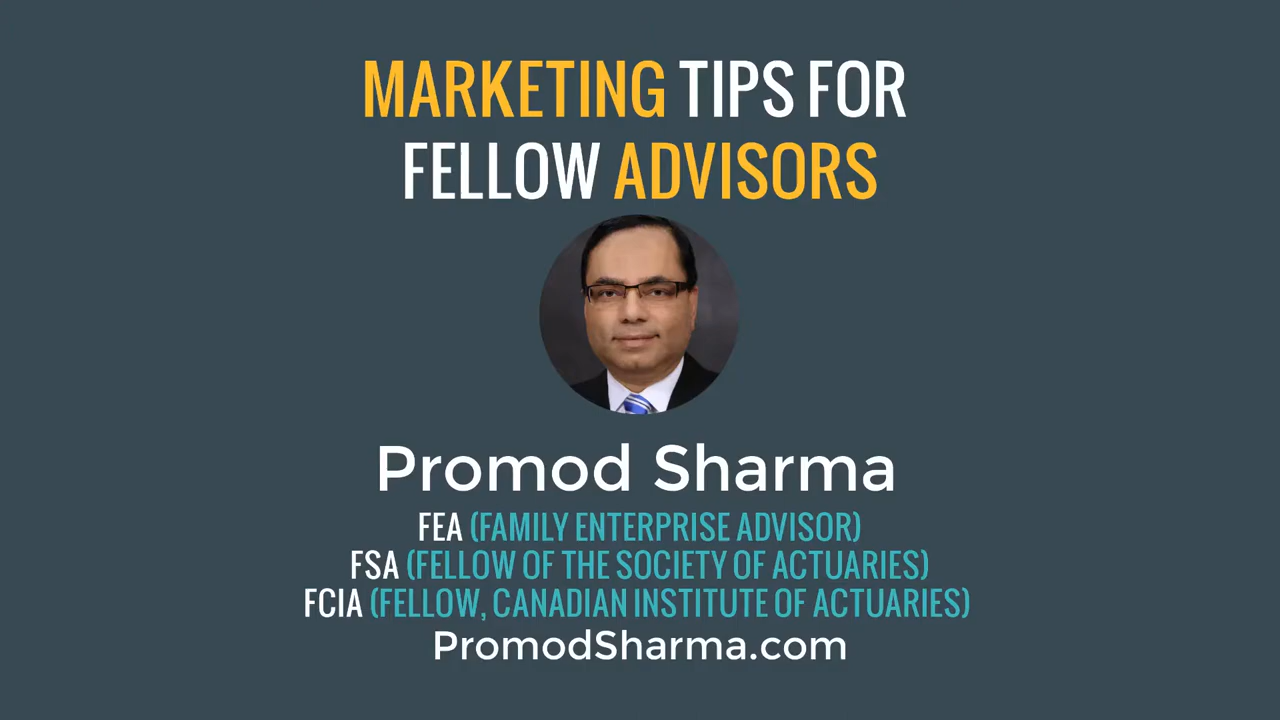 MARKETING TIPS FOR
FELLOW ADVISORS
Promod Sharma
FEA (FAMILY ENTERPRISE ADVISOR)
FSA (FELLOW OF THE SOCIETY OF ACTUARIES)
FCIA (FELLOW, CANADIAN INSTITUTE OF ACTUARIES)
PromodSharma.com